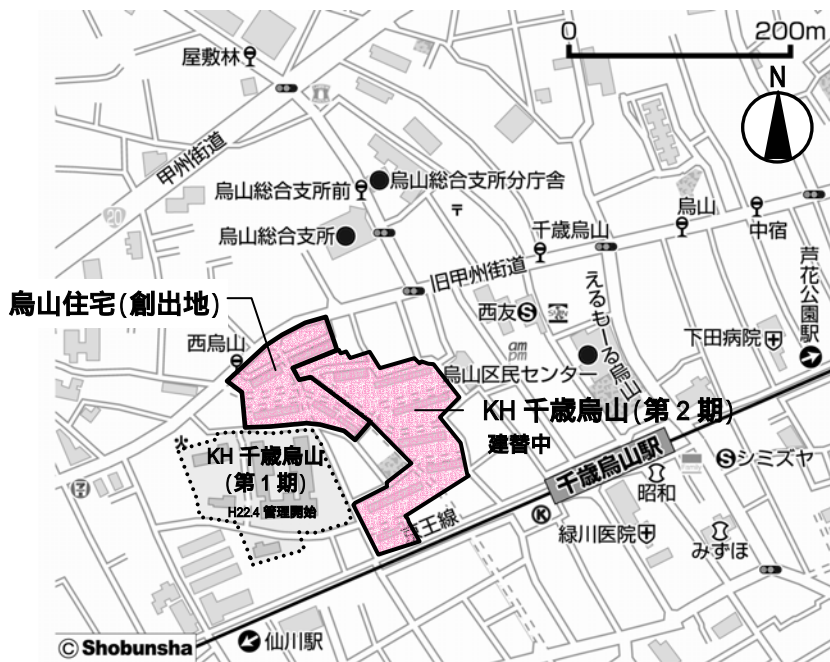 0 200m
N
屋敷林
甲州街道
20
烏山総合支所前
烏山総合支所分庁舎
烏山総合支所
〒
千歳烏山
烏山
中宿
旧甲州街道
芦花公園駅
烏山住宅(創出地)
西烏山
西友
えるもーる烏山
下田病院
am pm
烏山区民センター
KH 千歳烏山(第2期)
建替中
KH 千歳烏山
(第1期)
H22.4 管理開始
千歳烏山駅
シミズヤ
昭和
京王線
緑川医院
みずほ
仙川駅
© Shobunsha